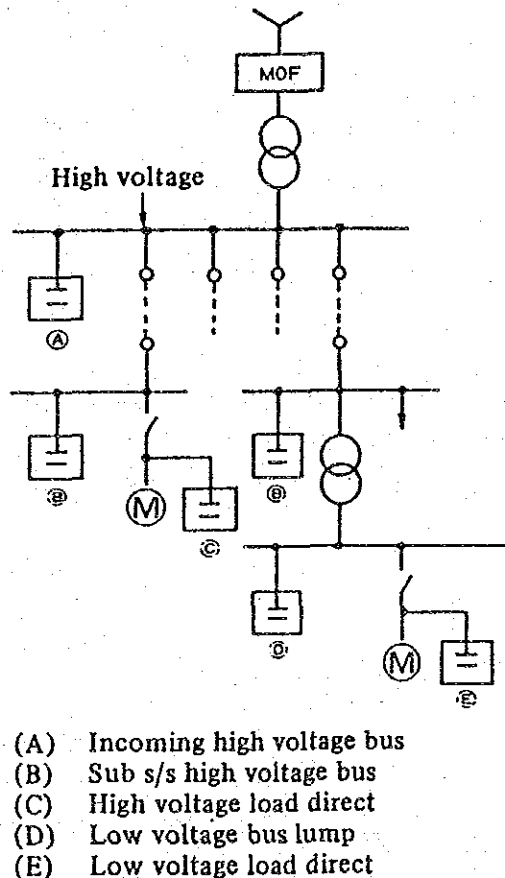 MOF
High voltage
Ⓐ
Ⓑ
Ⓑ
M
Ⓒ
Ⓓ
M
Ⓔ
(A) Incoming high voltage bus
(B) Sub s/s high voltage bus
(C) High voltage load direct
(D) Low voltage bus lump
(E) Low voltage load direct